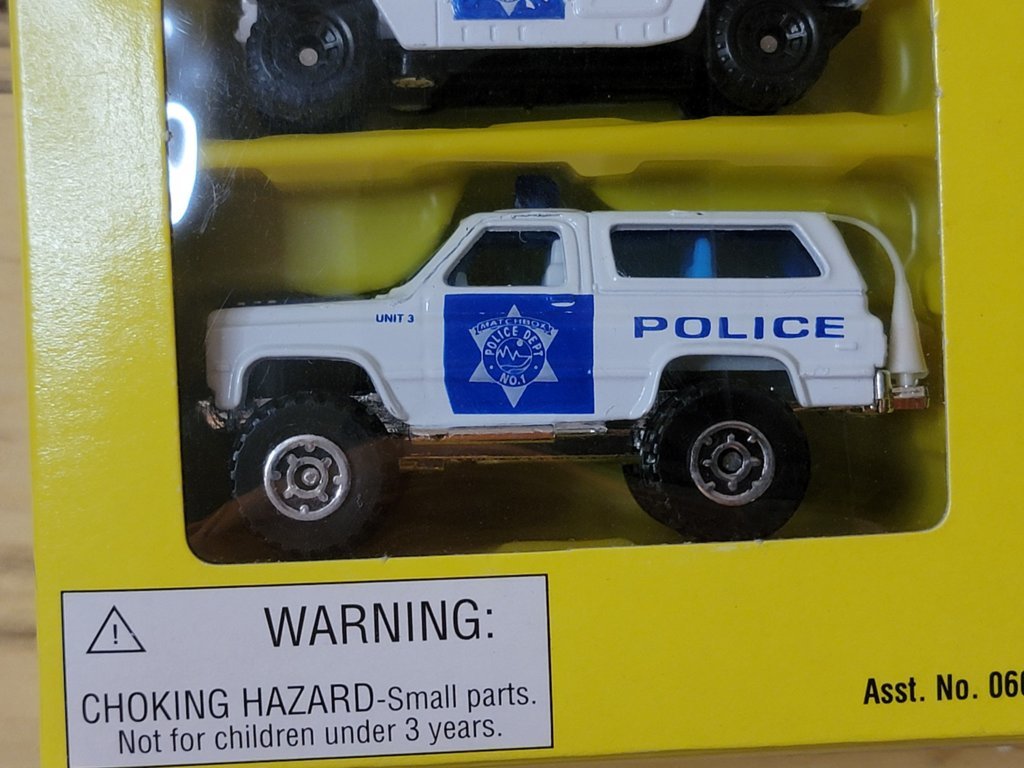 UNIT 3
MATCHBOX
POLICE DEPT
NO.1
POLICE
WARNING:
CHOKING HAZARD-Small parts.
Not for children under 3 years.
Asst. No. 06